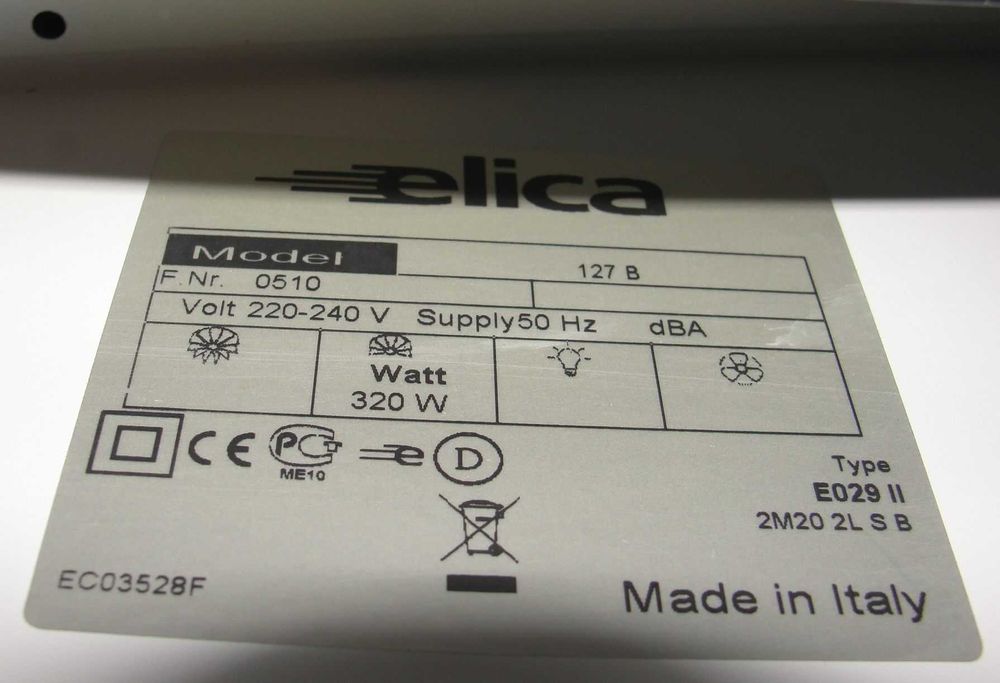 elica
Model 127 B
F.Nr. 0510
Volt 220-240 V Supply50 Hz dBA
Watt
320 W
CE PCT e D
ME10
Type
E029 II
2M20 2L S B
EC03528F
Made in Italy